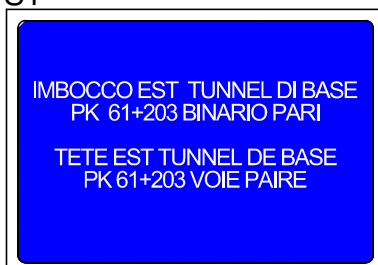 IMBOCCO EST TUNNEL DI BASE
PK 61+203 BINARIO PARI
TETE EST TUNNEL DE BASE
PK 61+203 VOIE PAIRE